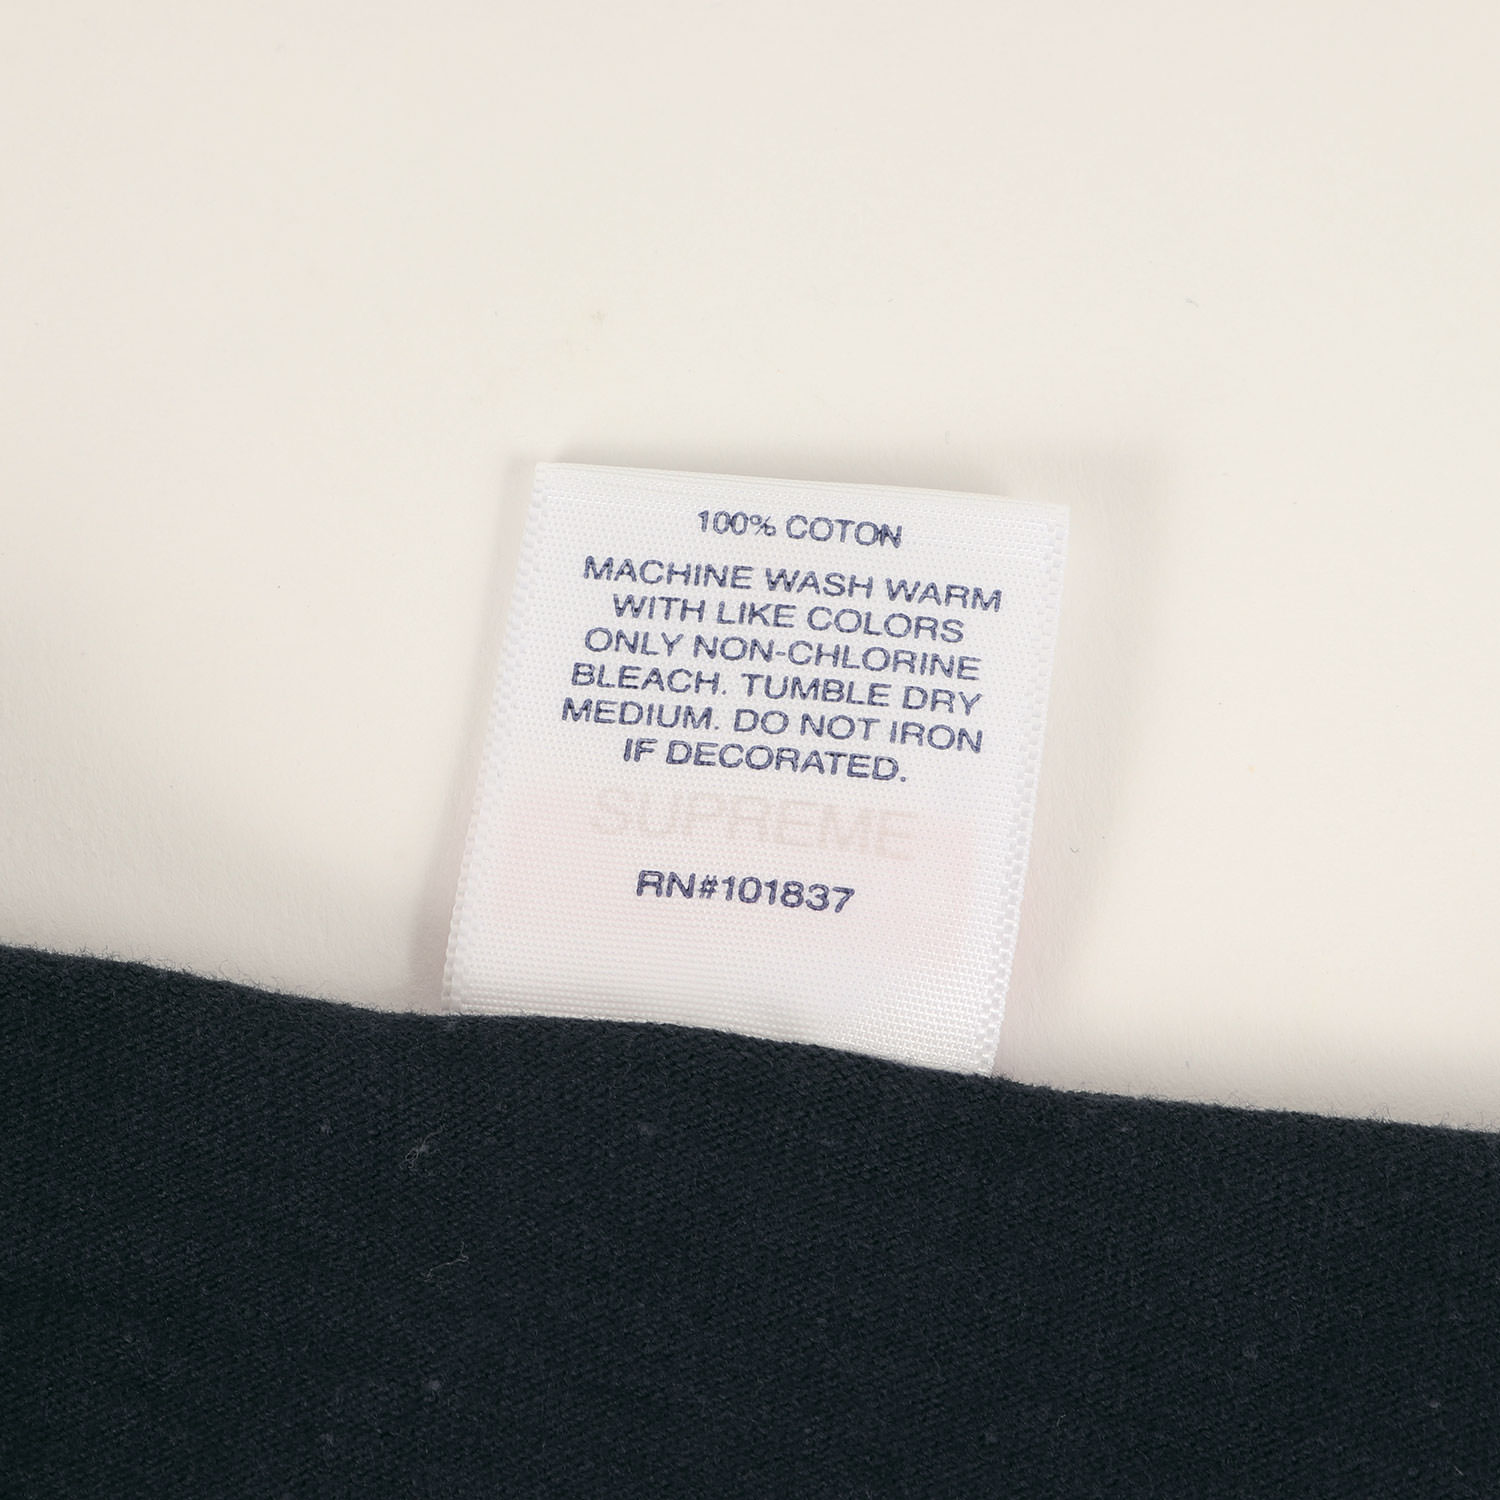 100% COTON
MACHINE WASH WARM
WITH LIKE COLORS
ONLY NON-CHLORINE
BLEACH. TUMBLE DRY
MEDIUM. DO NOT IRON
IF DECORATED.
SUPREME
RN#101837